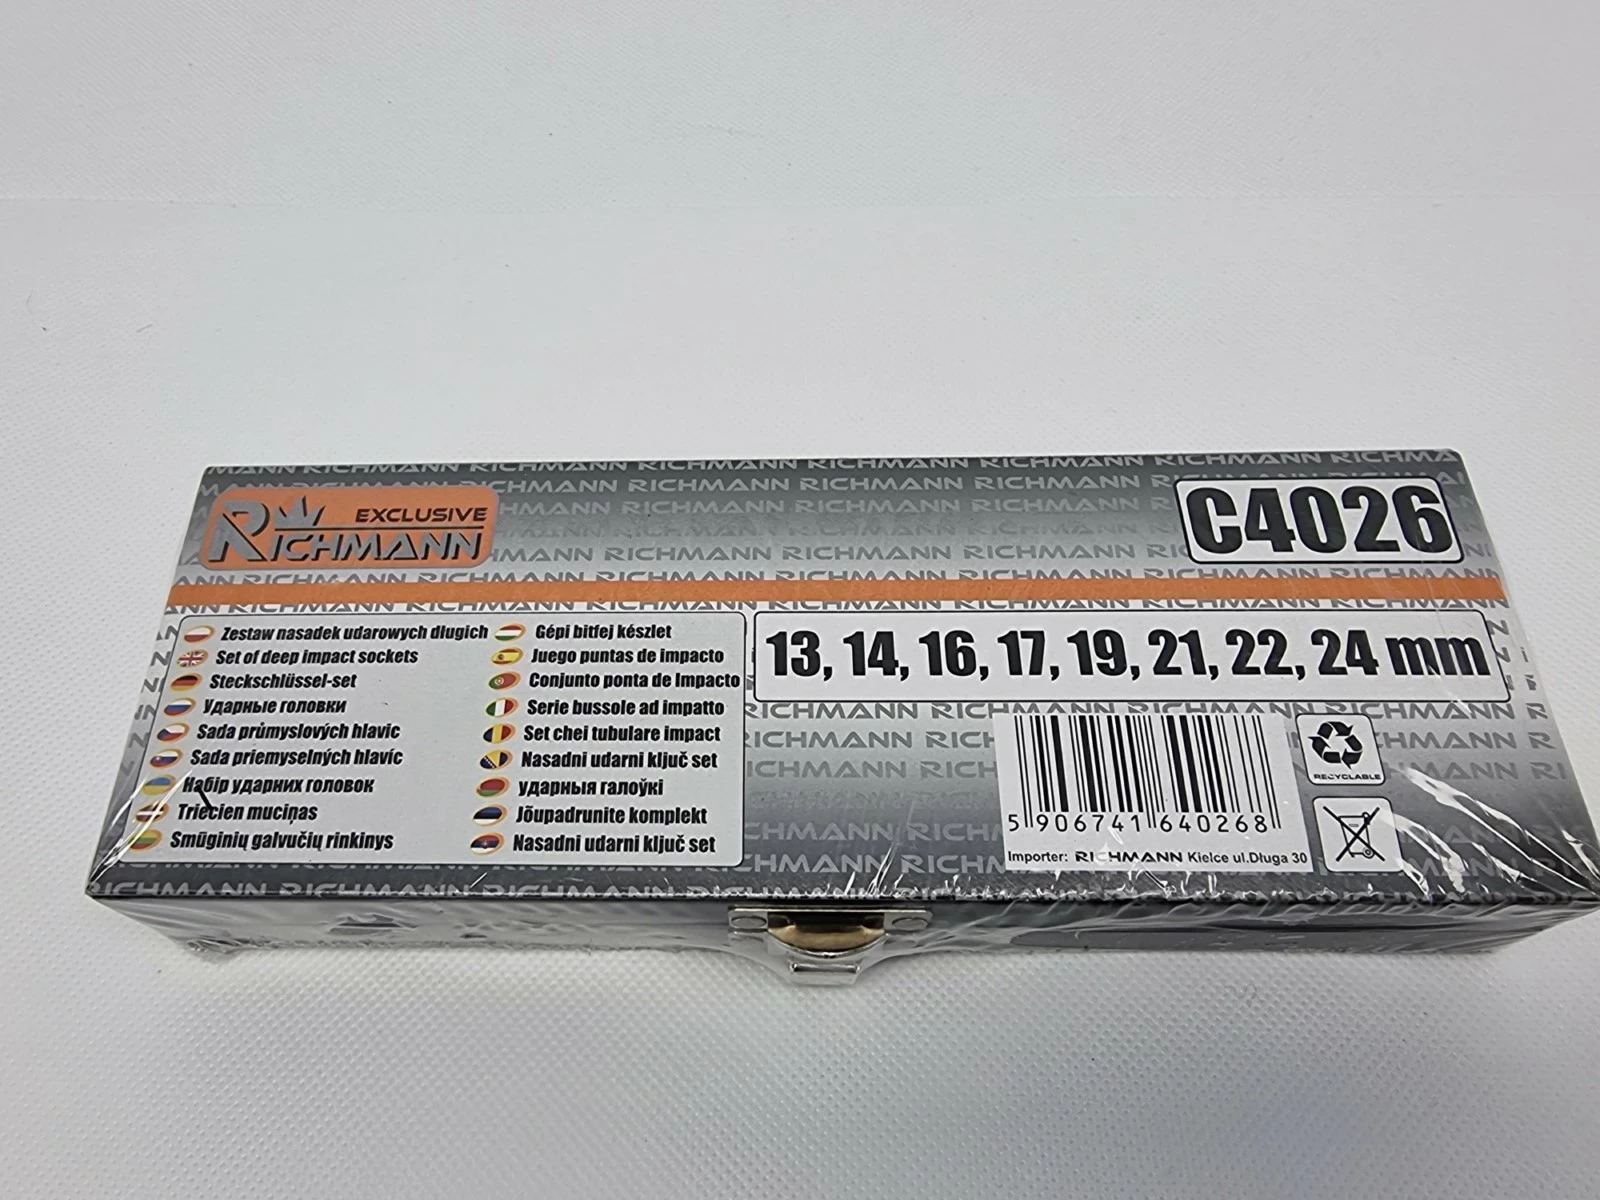 EXCLUSIVE
RICHMANN
C4026
Zestaw nasadek udarowych długich
Set of deep impact sockets
Steckschlüssel-set
Ударные головки
Sada průmyslových hlavic
Sada priemyselných hlavíc
Набір ударних головок
Triecien muciņas
Smūginių galvučių rinkinys
Gépi bitfej készlet
Juego puntas de impacto
Conjunto ponta de Impacto
Serie bussole ad impatto
Set chei tubulare impact
Nasadni udarni ključ set
ударныя галоўкі
Jõupadrunite komplekt
Nasadni udarni ključ set
13, 14, 16, 17, 19, 21, 22, 24 mm
5 906741 640268
Importer: RICHMANN Kielce ul.Długa 30
RECYCLABLE